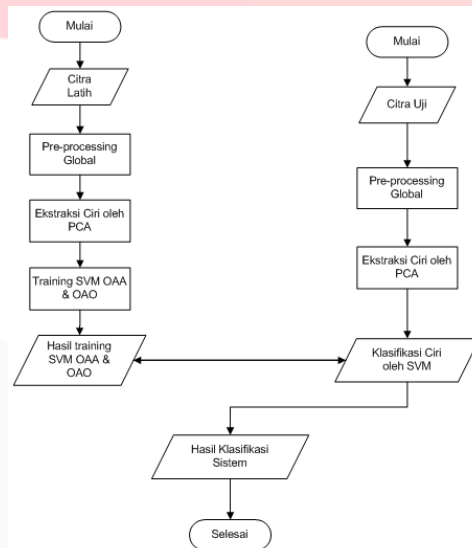 Mulai
Citra
Latih
Pre-processing
Global
Ekstraksi Ciri oleh
PCA
Training SVM OAA
& OAO
Hasil training
SVM OAA &
OAO
Mulai
Citra Uji
Pre-processing
Global
Ekstraksi Ciri oleh
PCA
Klasifikasi Ciri
oleh SVM
Hasil Klasifikasi
Sistem
Selesai